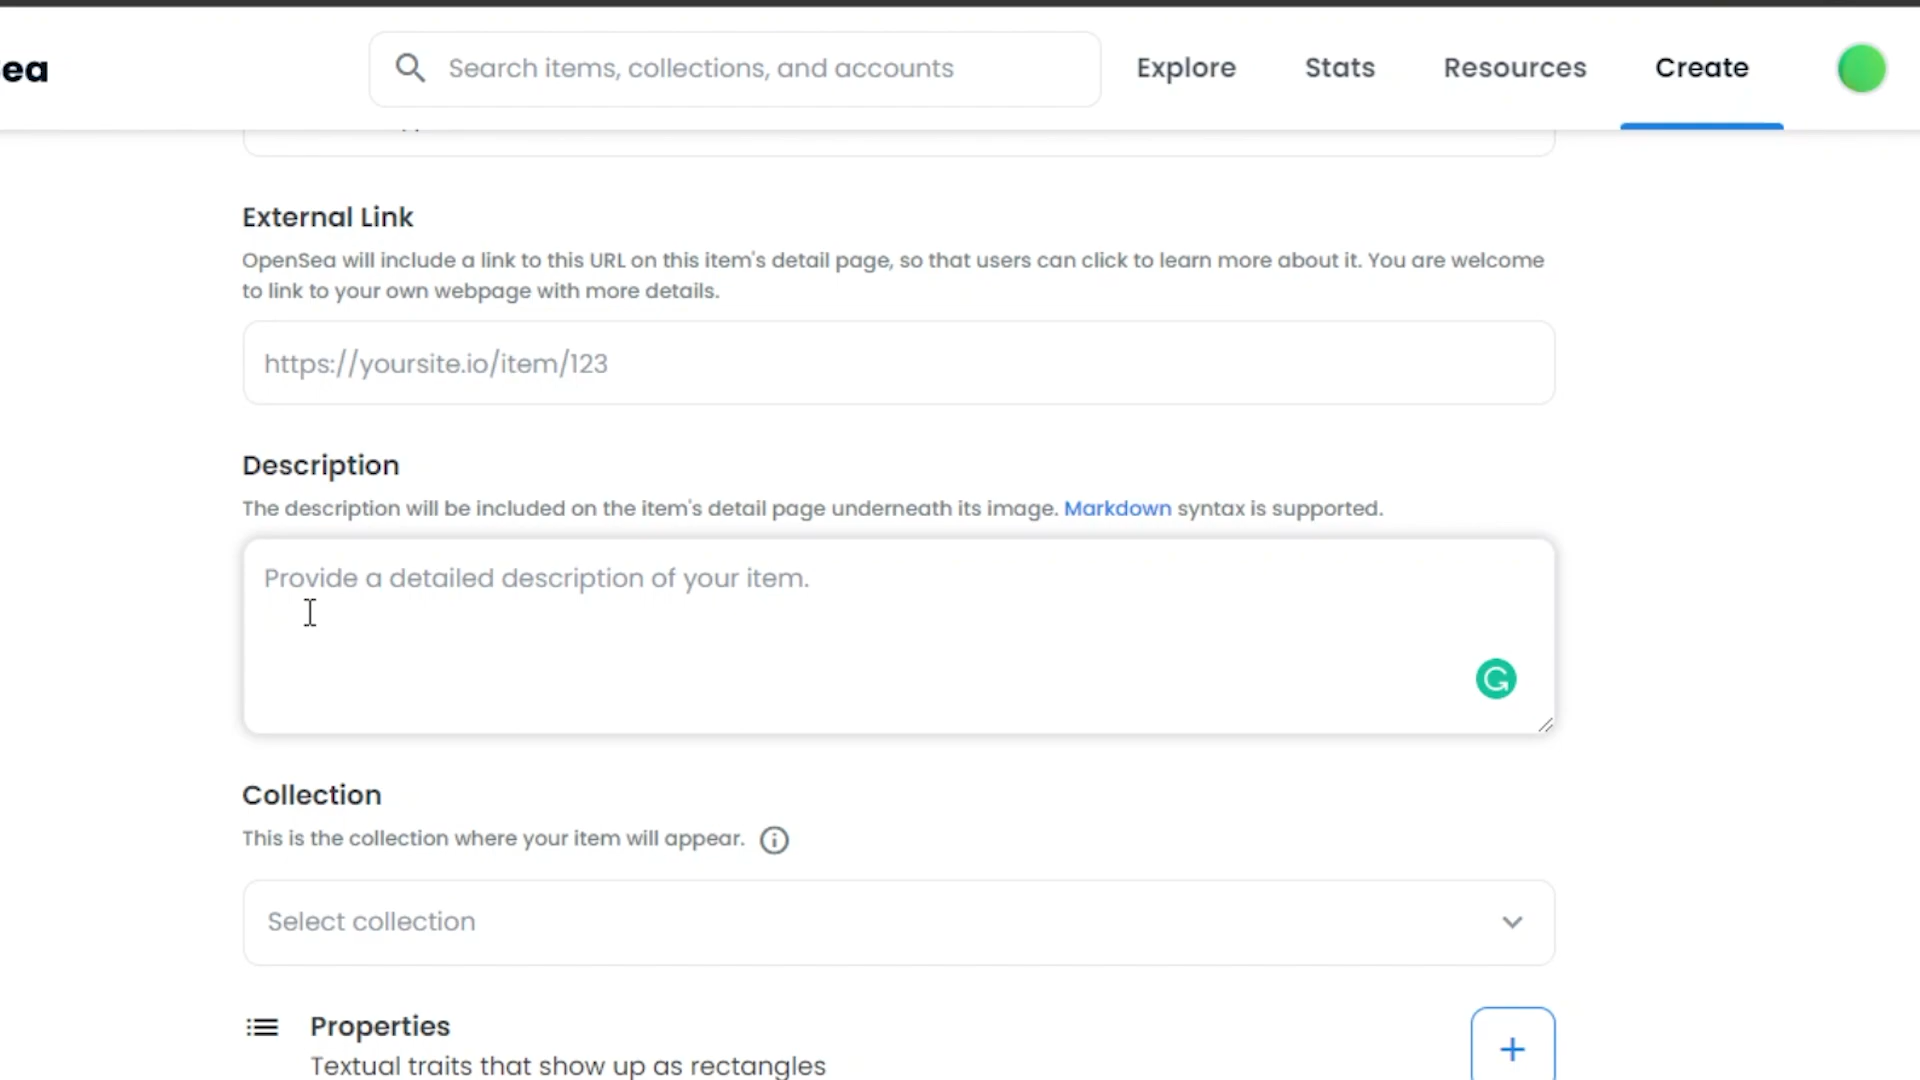 ea
Search items, collections, and accounts
Explore
Stats
Resources
Create
External Link
OpenSea will include a link to this URL on this item's detail page, so that users can click to learn more about it. You are welcome
to link to your own webpage with more details.
https://yoursite.io/item/123
Description
The description will be included on the item's detail page underneath its image. Markdown syntax is supported.
Provide a detailed description of your item.
Collection
This is the collection where your item will appear.
Select collection
Properties
Textual traits that show up as rectangles